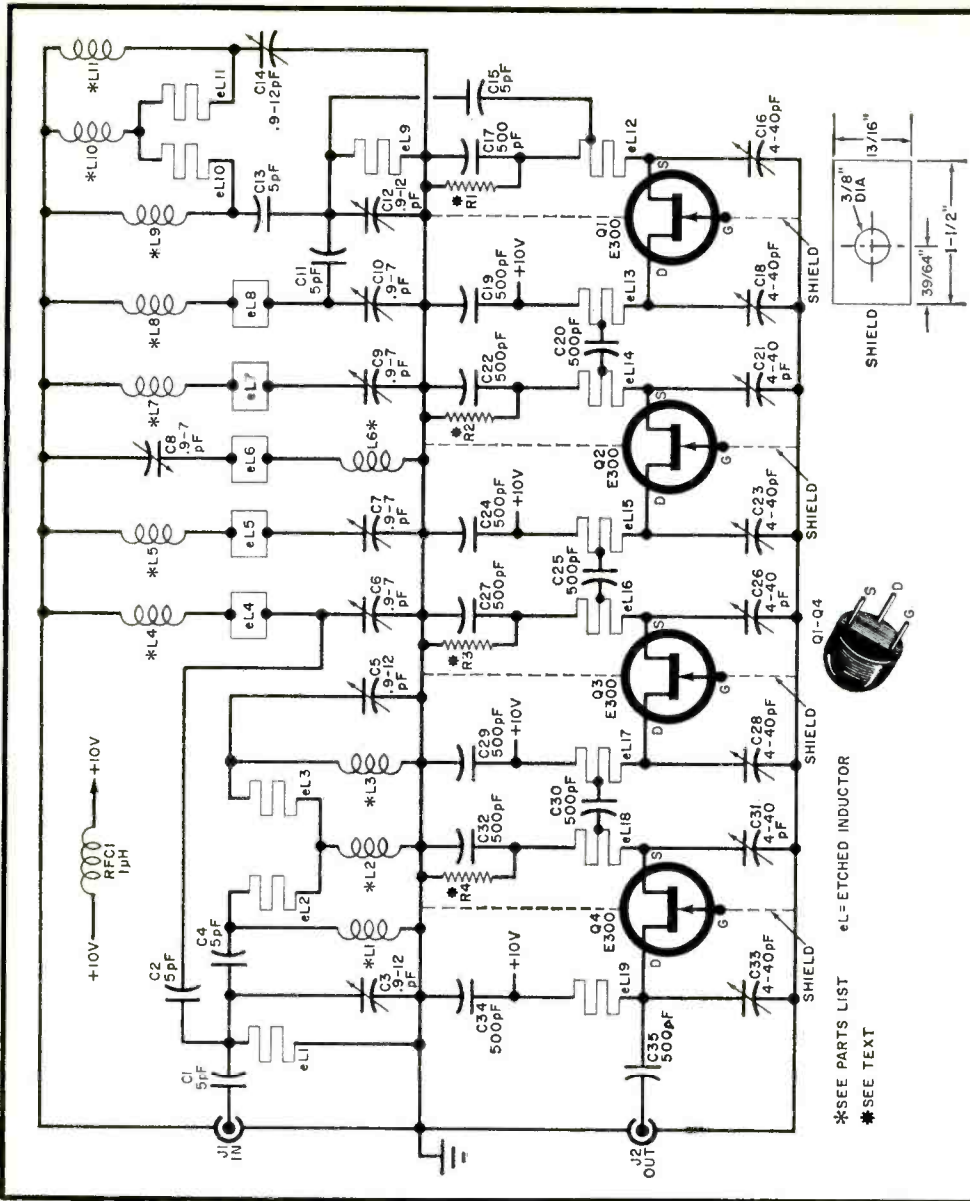 +10V
RFC1
1µH
+10V
*L11
*L10
eL11
C14
.9-12pF
eL10
*L9
C13
5pF
C15
5pF
eL9
C12
.9-12
pF
C11
5pF
*L8
eL8
C10
.9-7
pF
*L7
eL7
C9
.9-7
pF
C8
.9-7
pF
eL6
L6*
*L5
eL5
C7
.9-7
pF
*L4
eL4
C6
.9-7
pF
C5
.9-12
pF
eL3
*L3
eL2
*L2
C2
5pF
C4
5pF
*L1
C3
.9-12
pF
C1
5pF
eL1
J1
IN
C17
500
pF
✱
R1
eL12
C16
4-40pF
Q1
E300
S
D
G
SHIELD
C19
500pF
+10V
eL13
C18
4-40pF
C20
500pF
C22
500pF
✱
R2
eL14
C21
4-40
pF
Q2
E300
S
D
G
SHIELD
C24
500pF
+10V
eL15
C23
4-40pF
C25
500pF
C27
500pF
✱
R3
eL16
C26
4-40
pF
Q3
E300
S
D
G
SHIELD
C29
500pF
+10V
eL17
C28
4-40pF
C30
500pF
C32
500pF
✱
R4
eL18
C31
4-40
pF
Q4
E300
S
D
G
SHIELD
C34
500pF
+10V
eL19
C33
4-40pF
C35
500pF
J2
OUT
3/8"
DIA
13/16"
39/64"
1-1/2"
SHIELD
Q1-Q4
S
D
G
*SEE PARTS LIST
eL=ETCHED INDUCTOR
✱SEE TEXT